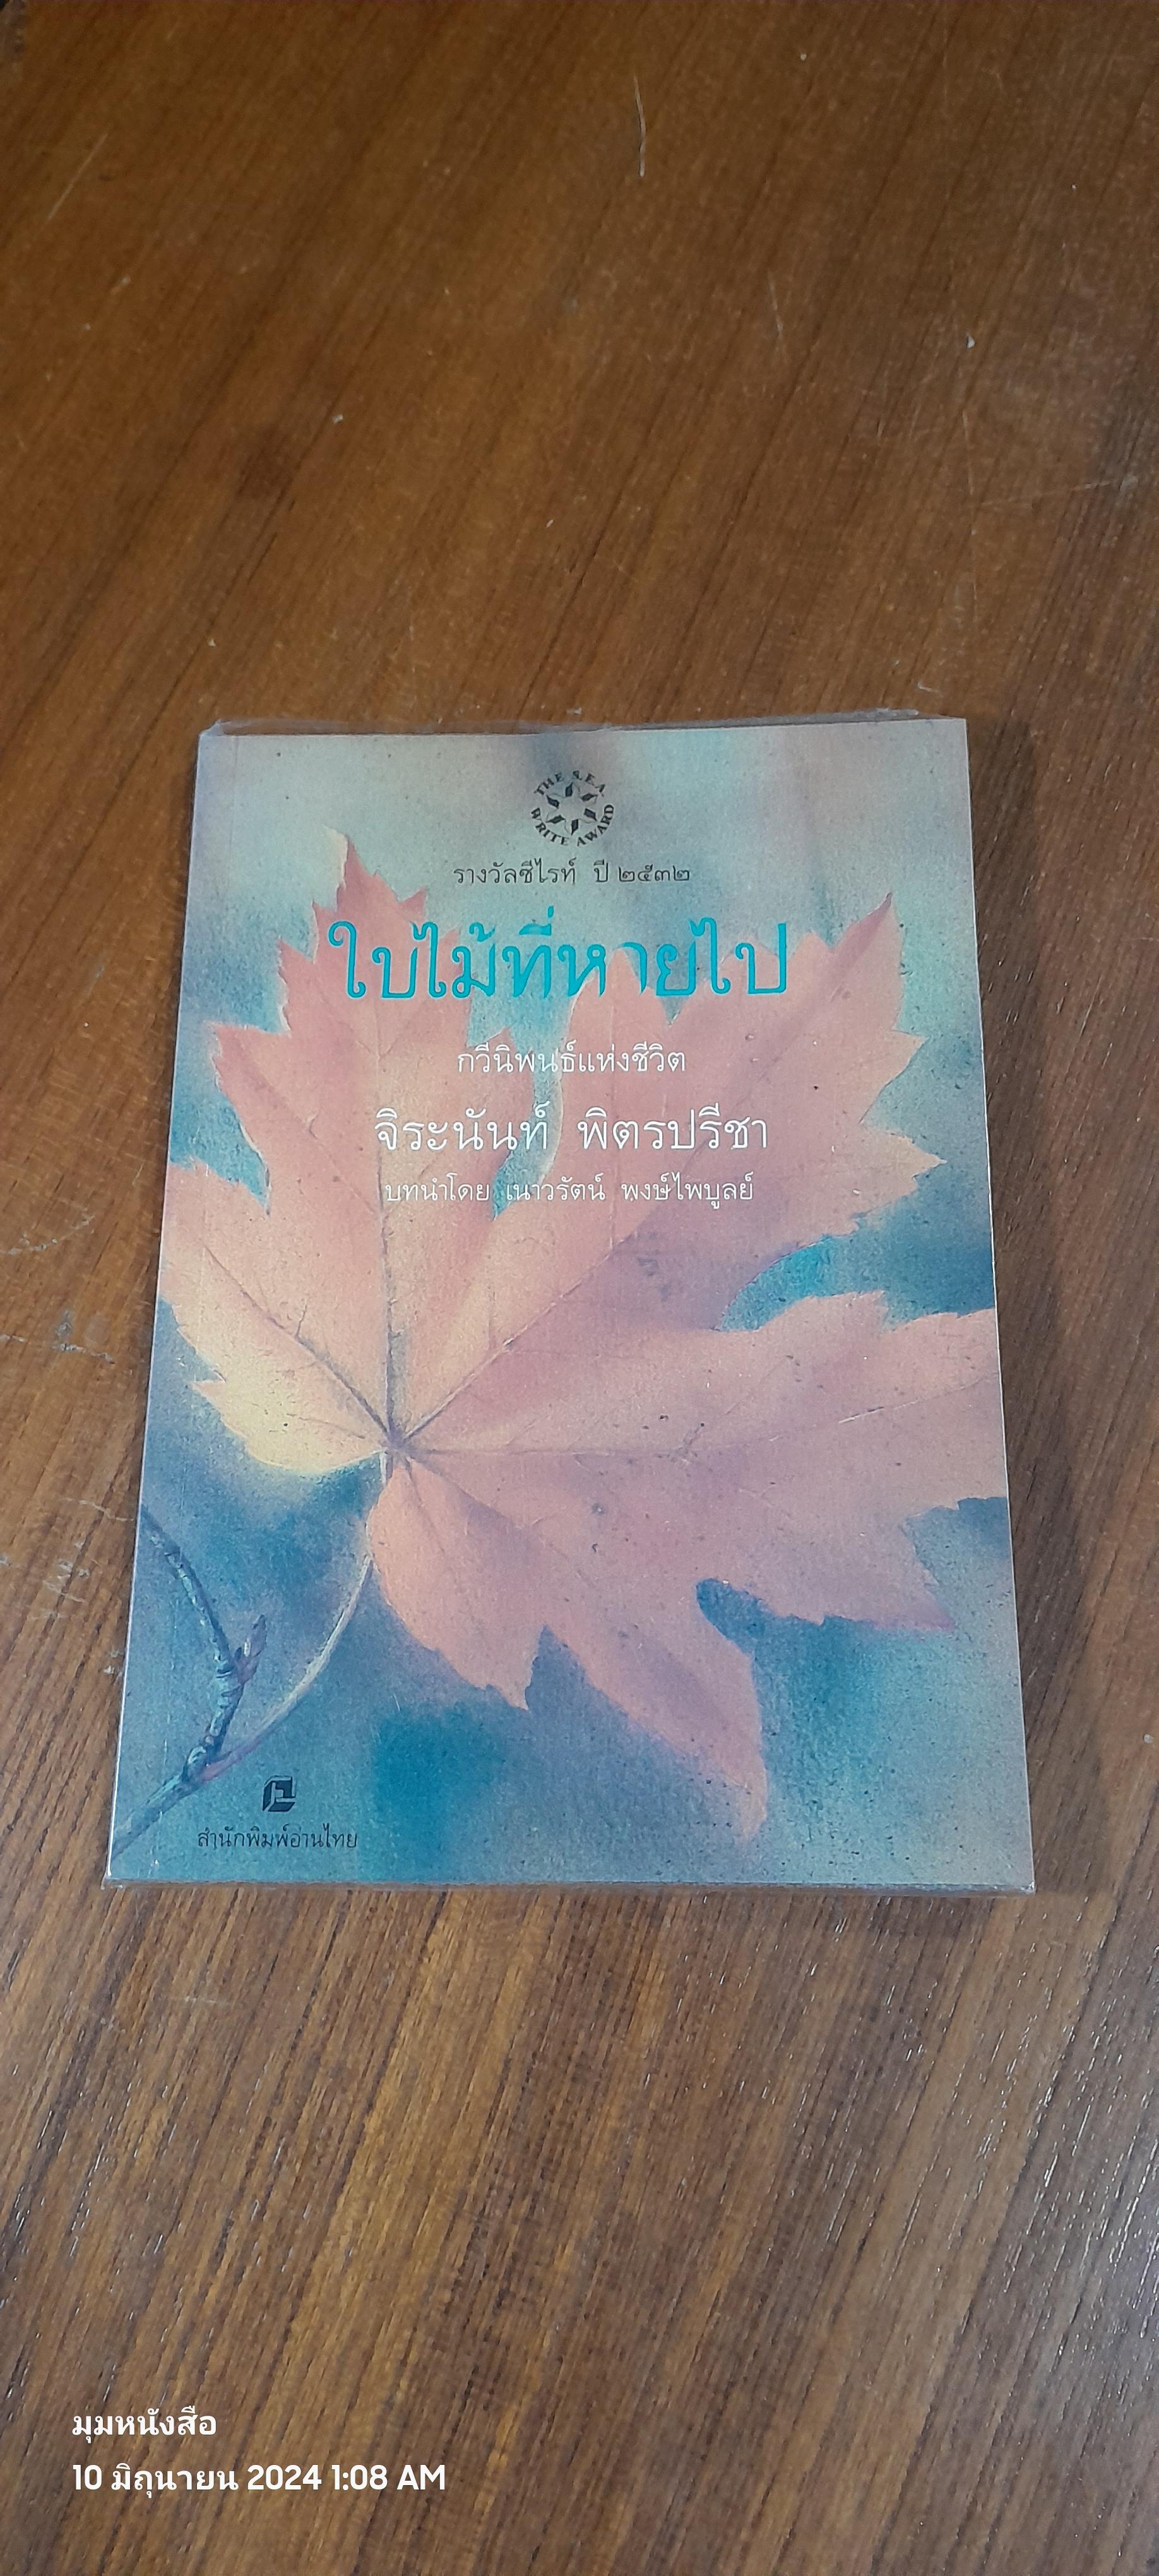 THE S.E.A. WRITE AWARD
รางวัลซีไรท์ ปี ๒๕๓๒
ใบไม้ที่หายไป
กวีนิพนธ์แห่งชีวิต
จิระนันท์ พิตรปรีชา
บทนำโดย เนาวรัตน์ พงษ์ไพบูลย์
สำนักพิมพ์อ่านไทย
มุมหนังสือ
10 มิถุนายน 2024 1:08 AM